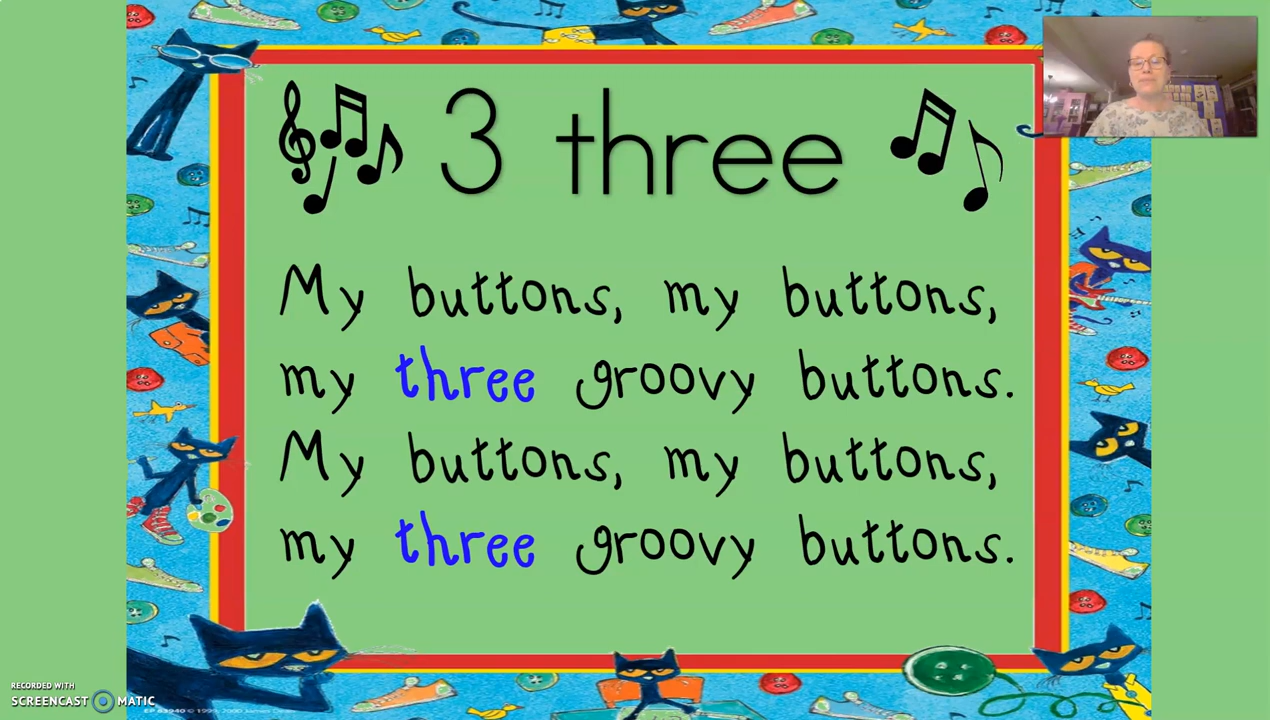 3 three
My buttons, my buttons,
my three groovy buttons.
My buttons, my buttons,
my three groovy buttons.
RECORDED WITH
SCREENCAST MATIC